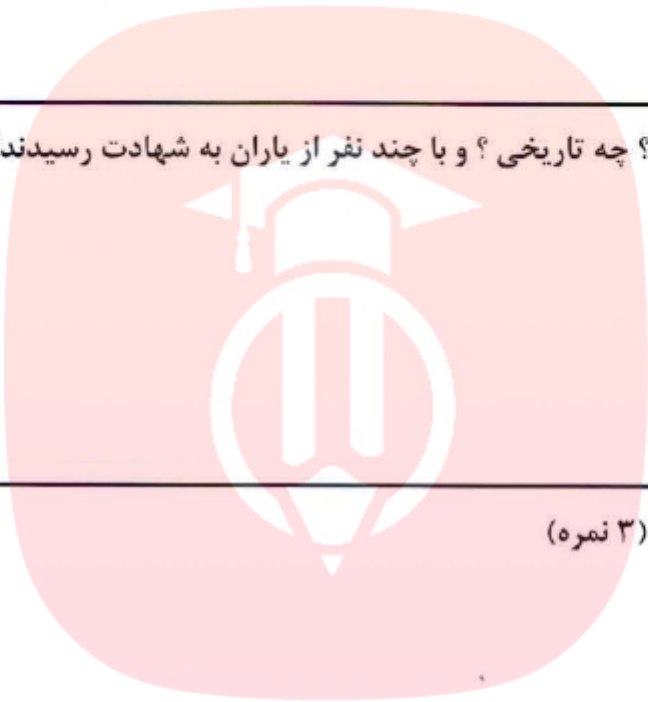 ؟ چه تاریخی ؟ و با چند نفر از یاران به شهادت رسیدند
(۳ نمره)